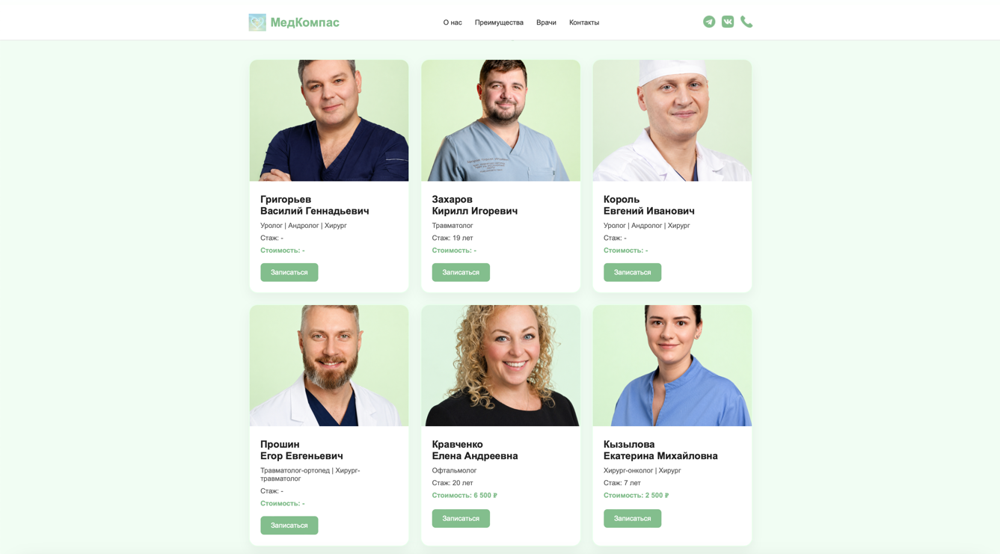 МедКомпас
О нас
Преимущества
Врачи
Контакты
Григорьев
Василий Геннадьевич
Уролог | Андролог | Хирург
Стаж: -
Стоимость: -
Записаться
Захаров
Кирилл Игоревич
Травматолог
Стаж: 19 лет
Стоимость: -
Записаться
Король
Евгений Иванович
Уролог | Андролог | Хирург
Стаж: -
Стоимость: -
Записаться
Прошин
Егор Евгеньевич
Травматолог-ортопед | Хирург-
травматолог
Стаж: -
Стоимость: -
Записаться
Кравченко
Елена Андреевна
Офтальмолог
Стаж: 20 лет
Стоимость: 6 500 ₽
Записаться
Кызылова
Екатерина Михайловна
Хирург-онколог | Хирург
Стаж: 7 лет
Стоимость: 2 500 ₽
Записаться